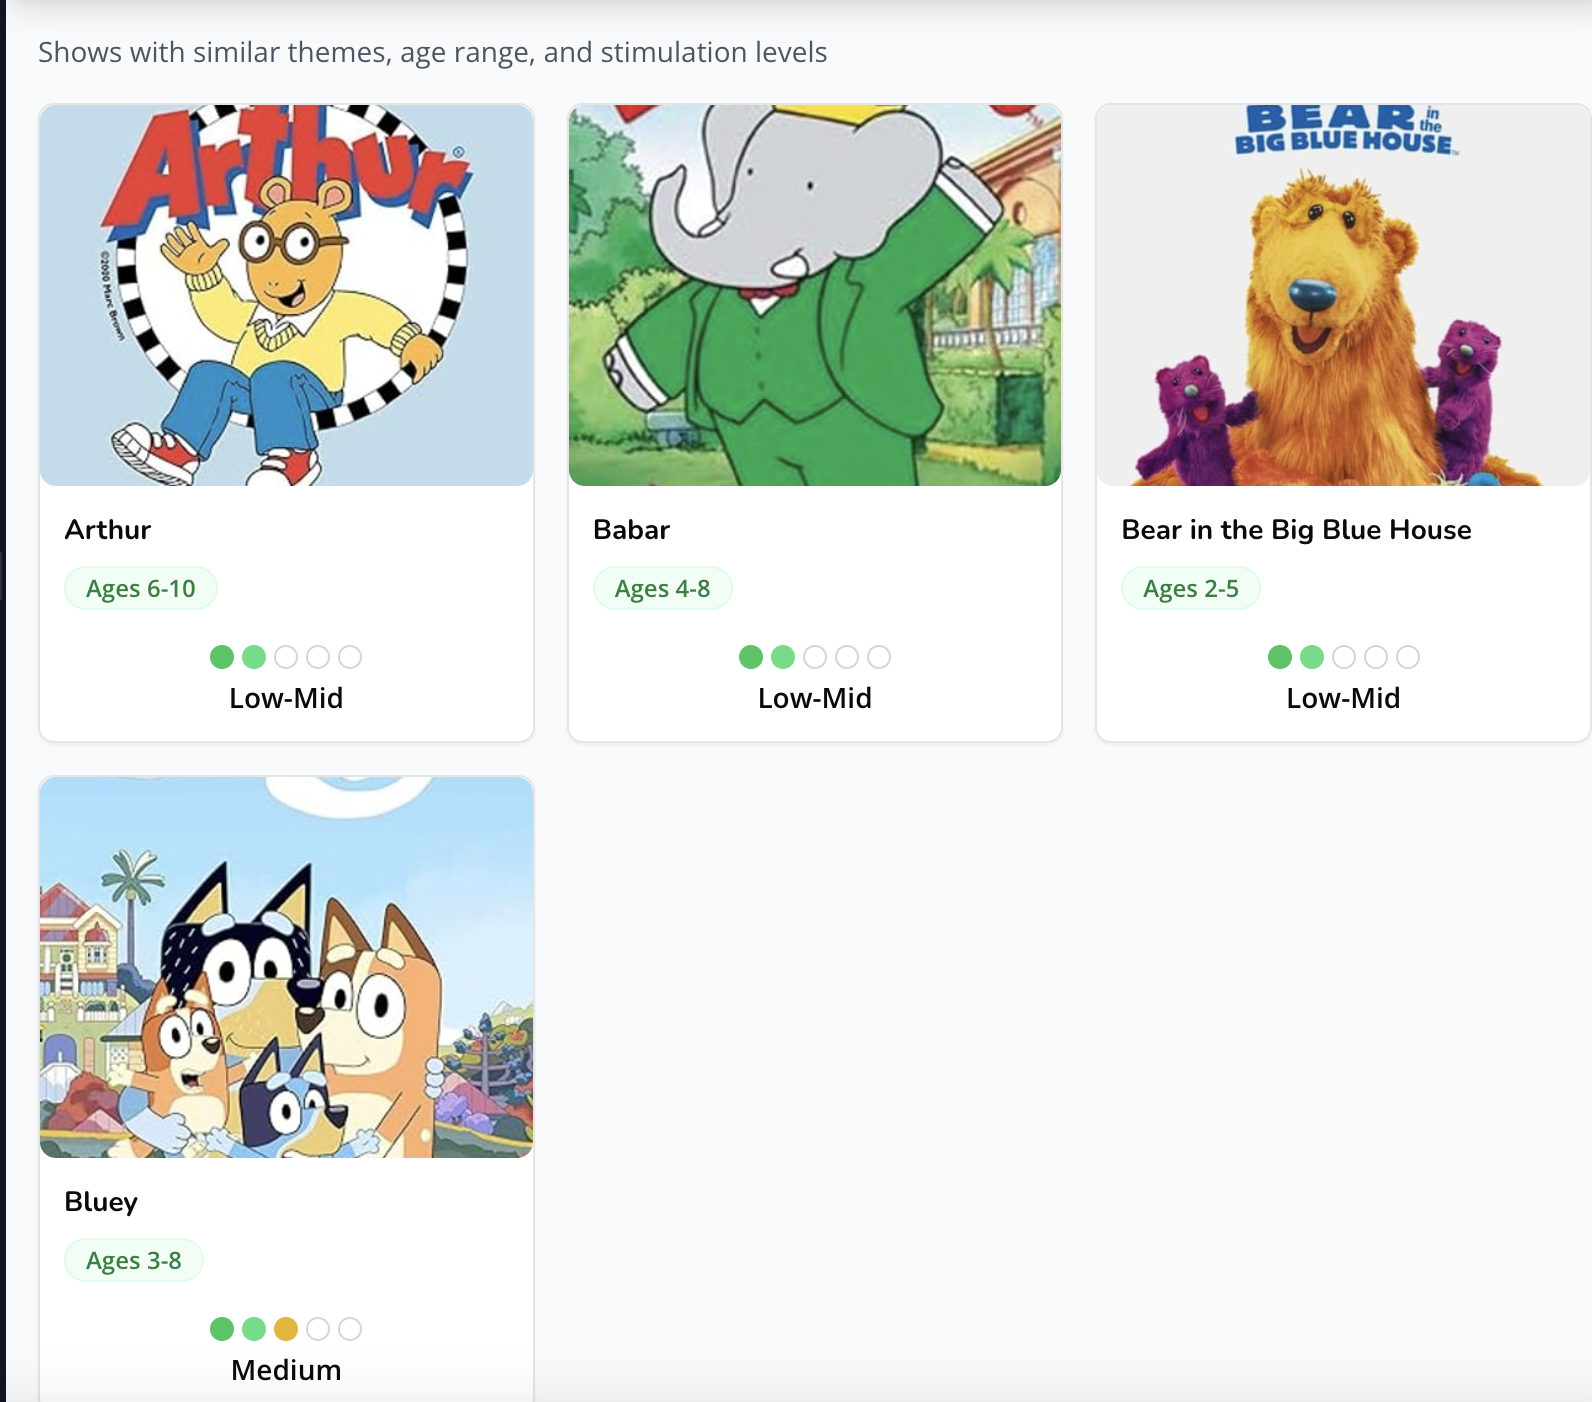 Shows with similar themes, age range, and stimulation levels
Arthur®
©2000 Marc Brown
BEAR in the
BIG BLUE HOUSE™
Arthur
Babar
Bear in the Big Blue House
Ages 6-10
Ages 4-8
Ages 2-5
Low-Mid
Low-Mid
Low-Mid
Bluey
Ages 3-8
Medium